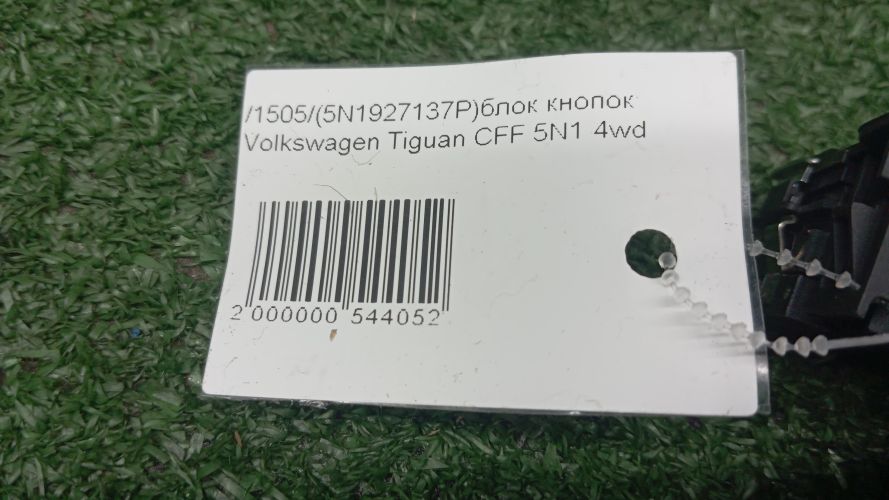 /1505/(5N1927137P)блок кнопок
Volkswagen Tiguan CFF 5N1 4wd
2 000000 544052